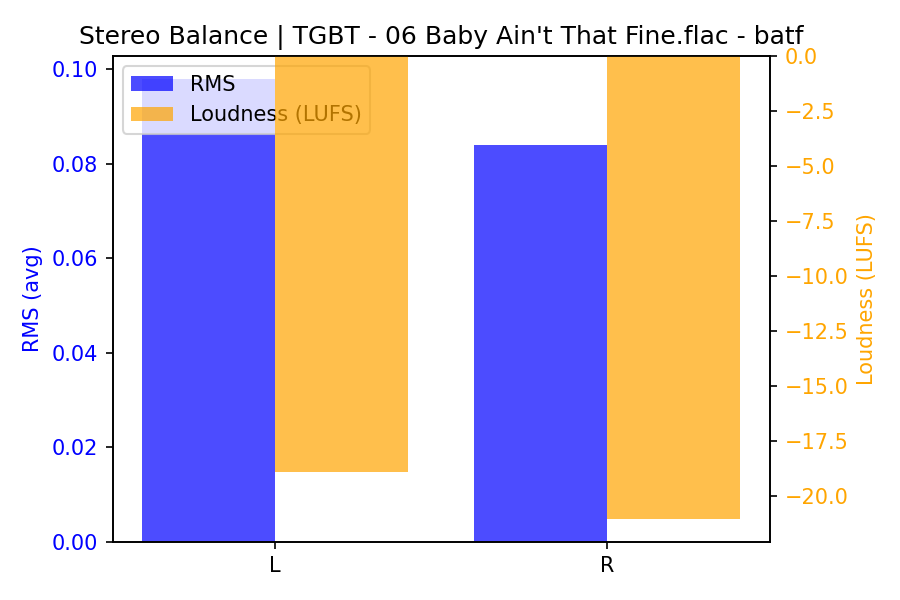 Stereo Balance | TGBT - 06 Baby Ain't That Fine.flac - batf
RMS
Loudness (LUFS)
0.10
0.08
0.06
0.04
0.02
0.00
RMS (avg)
L
R
0.0
−2.5
−5.0
−7.5
−10.0
−12.5
−15.0
−17.5
−20.0
Loudness (LUFS)